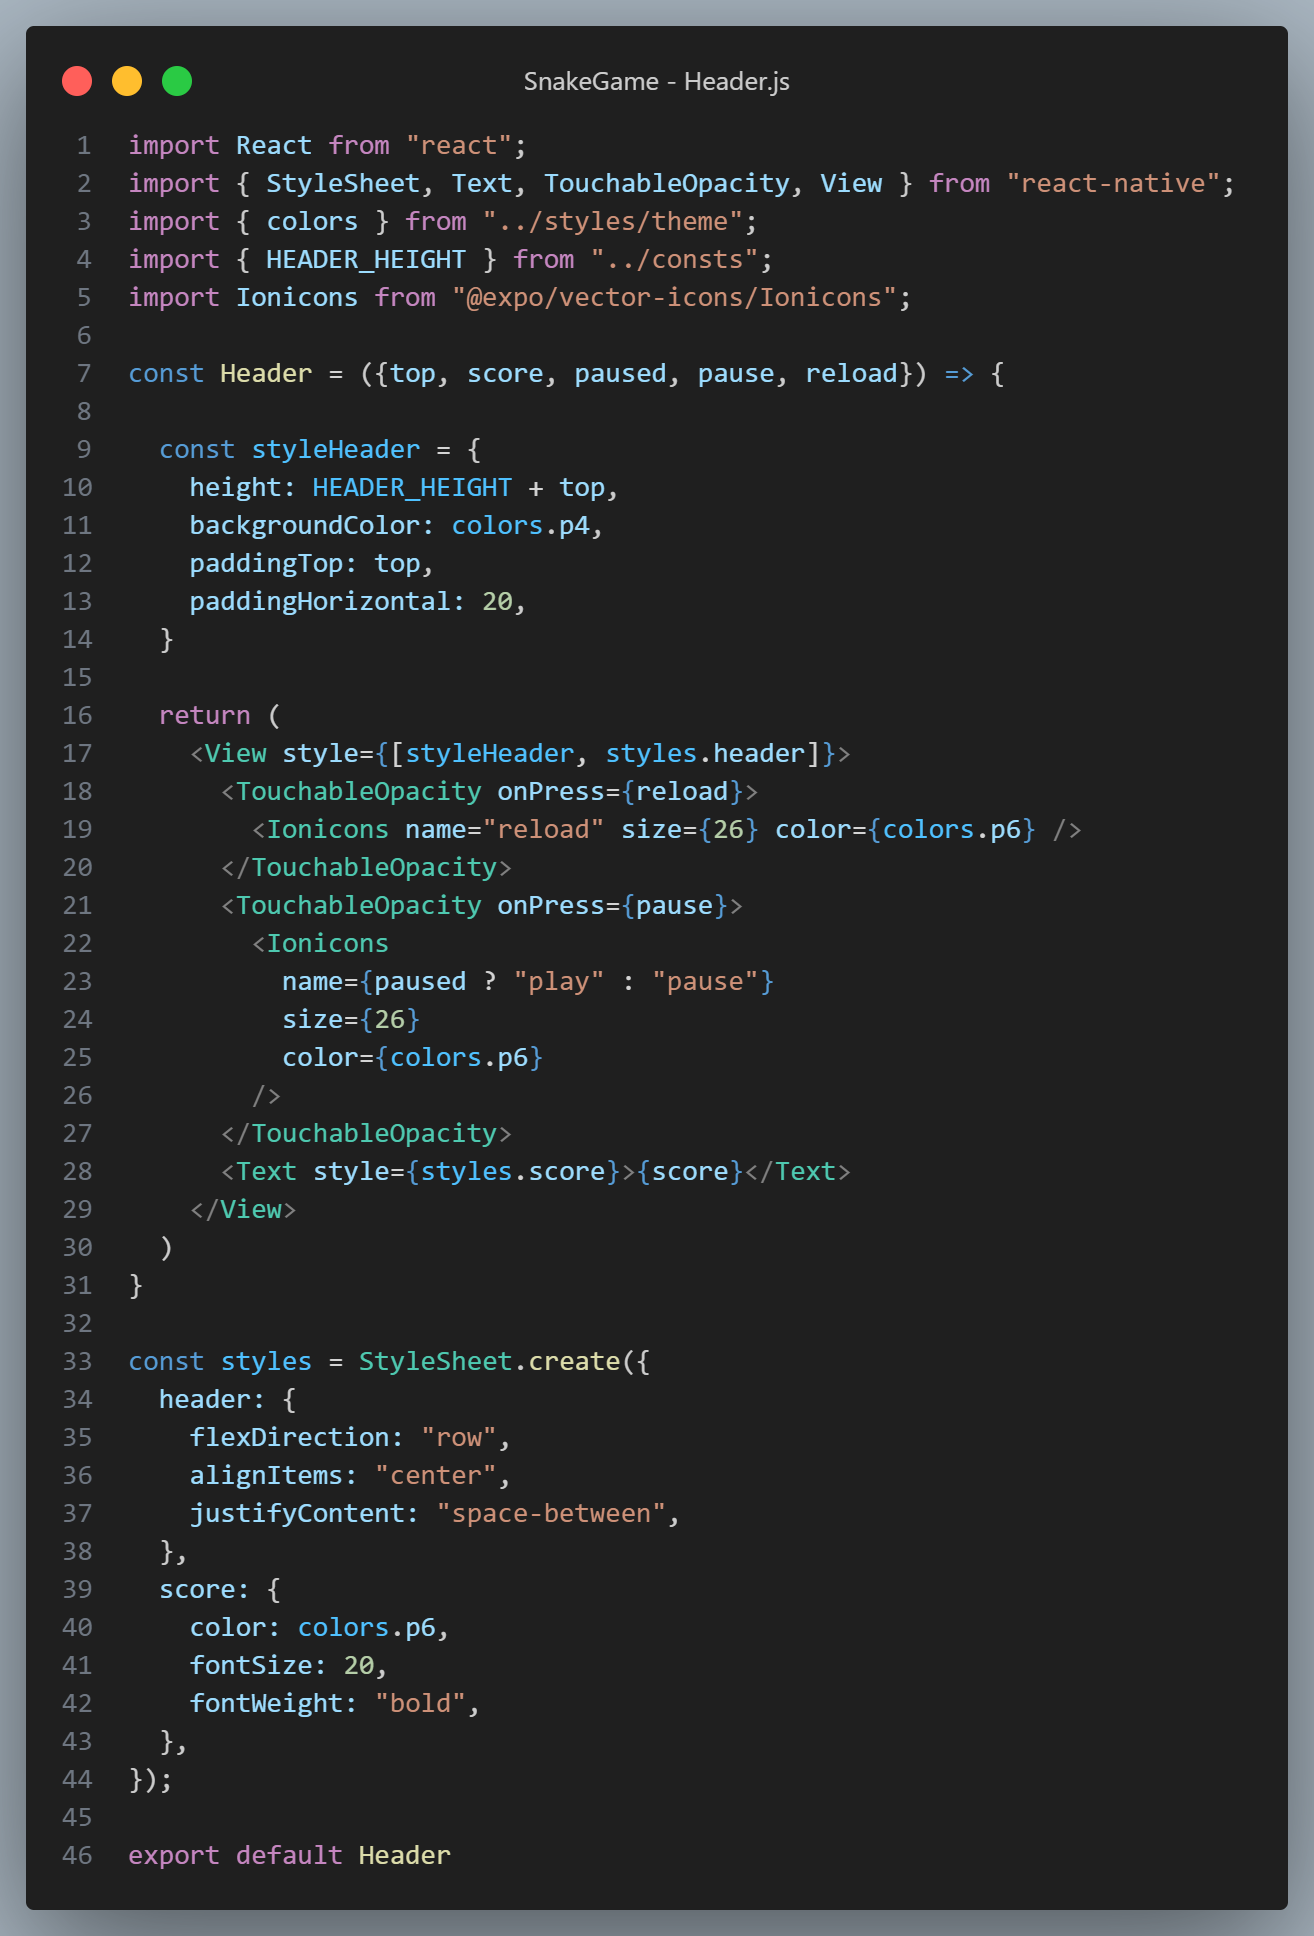 SnakeGame - Header.js
1 import React from "react";
2 import { StyleSheet, Text, TouchableOpacity, View } from "react-native";
3 import { colors } from "../styles/theme";
4 import { HEADER_HEIGHT } from "../consts";
5 import Ionicons from "@expo/vector-icons/Ionicons";
6
7 const Header = ({top, score, paused, pause, reload}) => {
8
9   const styleHeader = {
10     height: HEADER_HEIGHT + top,
11     backgroundColor: colors.p4,
12     paddingTop: top,
13     paddingHorizontal: 20,
14   }
15
16   return (
17     <View style={[styleHeader, styles.header]}>
18       <TouchableOpacity onPress={reload}>
19         <Ionicons name="reload" size={26} color={colors.p6} />
20       </TouchableOpacity>
21       <TouchableOpacity onPress={pause}>
22         <Ionicons
23           name={paused ? "play" : "pause"}
24           size={26}
25           color={colors.p6}
26         />
27       </TouchableOpacity>
28       <Text style={styles.score}>{score}</Text>
29     </View>
30   )
31 }
32
33 const styles = StyleSheet.create({
34   header: {
35     flexDirection: "row",
36     alignItems: "center",
37     justifyContent: "space-between",
38   },
39   score: {
40     color: colors.p6,
41     fontSize: 20,
42     fontWeight: "bold",
43   },
44 });
45
46 export default Header